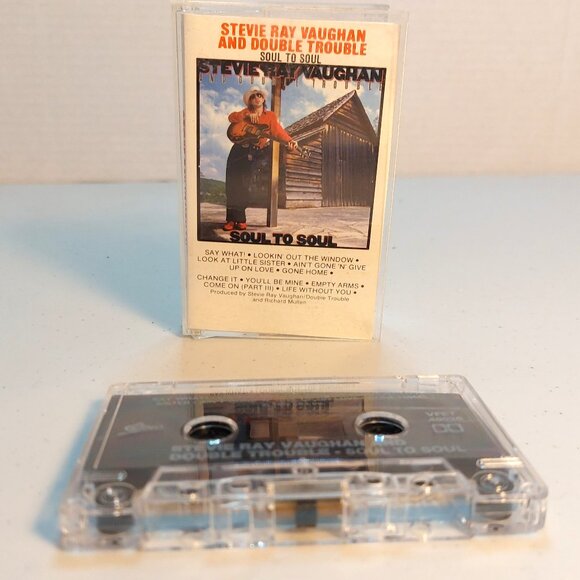 STEVIE RAY VAUGHAN
AND DOUBLE TROUBLE
SOUL TO SOUL
STEVIE RAY VAUGHAN
AND DOUBLE TROUBLE
SOUL TO SOUL
SAY WHAT! • LOOKIN' OUT THE WINDOW •
LOOK AT LITTLE SISTER • AIN'T GONE 'N' GIVE
UP ON LOVE • GONE HOME •
CHANGE IT • YOU'LL BE MINE • EMPTY ARMS •
COME ON (PART III) • LIFE WITHOUT YOU •
Produced by Stevie Ray Vaughan/Double Trouble
and Richard Mullen
STEVIE RAY VAUGHAN AND
DOUBLE TROUBLE • SOUL TO SOUL